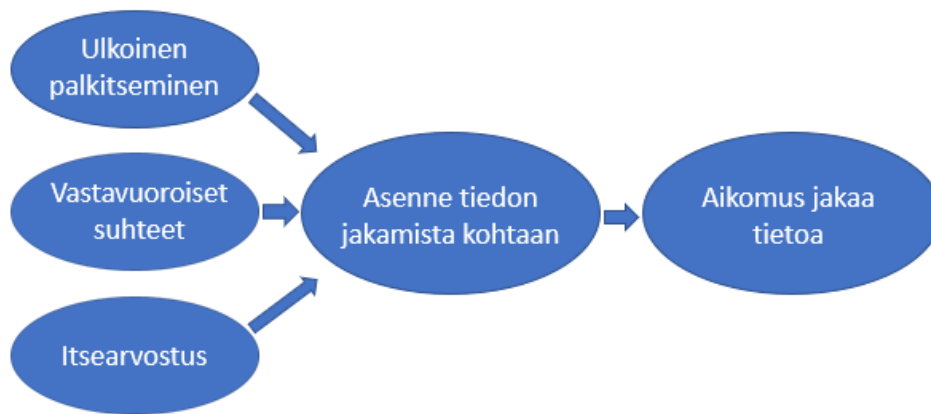 Ulkoinen
palkitseminen
Vastavuoroiset
suhteet
Itsearvostus
Asenne tiedon
jakamista kohtaan
Aikomus jakaa
tietoa